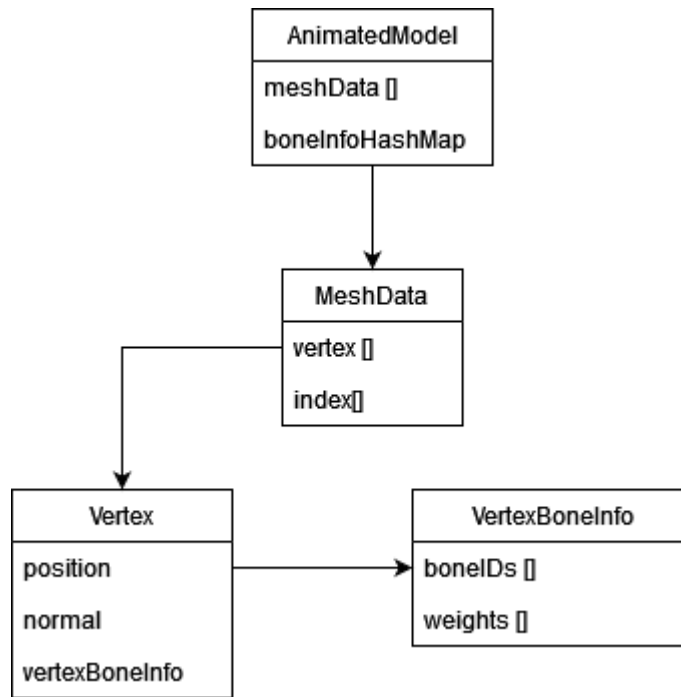 AnimatedModel
meshData []
boneInfoHashMap
MeshData
vertex []
index[]
Vertex
position
normal
vertexBoneInfo
VertexBoneInfo
boneIDs []
weights []